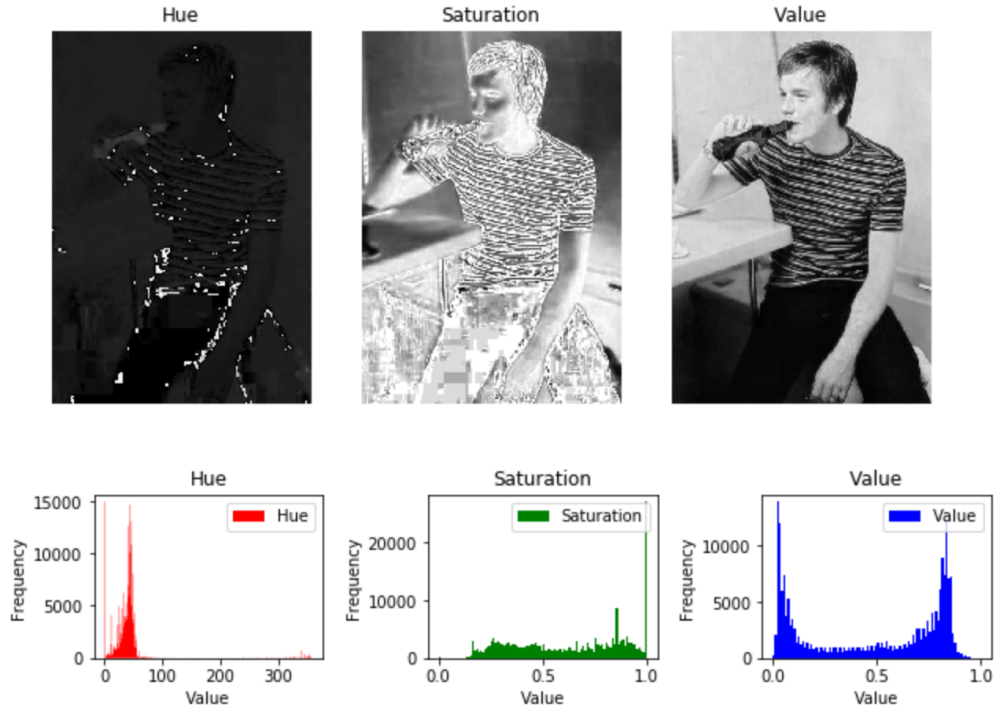 Hue Saturation Value
Hue Saturation Value
15000
10000
5000
0
Frequency
Hue
0 100 200 300
Value
20000
10000
0
Frequency
Saturation
0.0 0.5 1.0
Value
10000
5000
0
Frequency
Value
0.0 0.5 1.0
Value